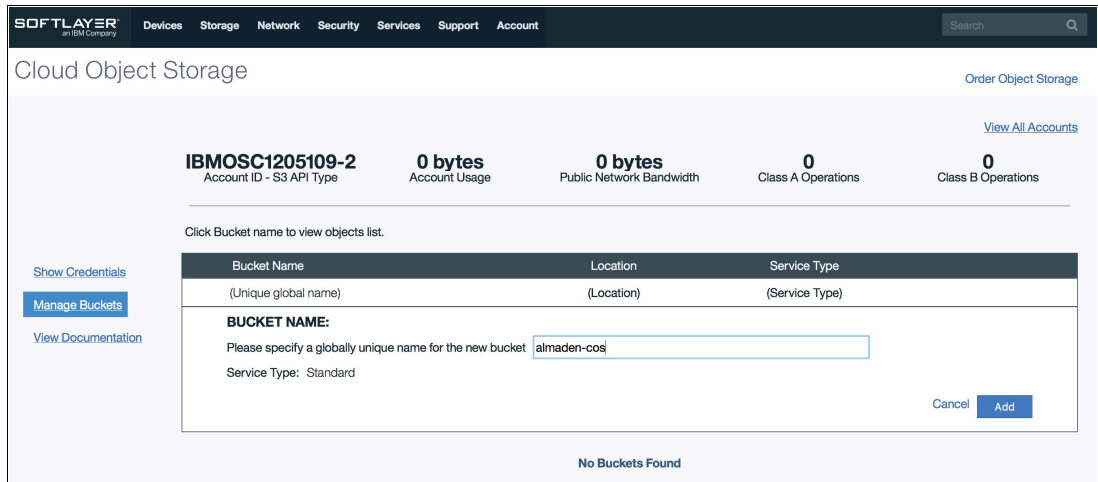 SOFTLAYER® Devices Storage Network Security Services Support Account Search
an IBM Company
Cloud Object Storage
Order Object Storage
View All Accounts
IBMOSC1205109-2 0 bytes 0 bytes 0 0
Account ID - S3 API Type Account Usage Public Network Bandwidth Class A Operations Class B Operations
Click Bucket name to view objects list.
Show Credentials
Manage Buckets
View Documentation
Bucket Name Location Service Type
(Unique global name) (Location) (Service Type)
BUCKET NAME:
Please specify a globally unique name for the new bucket almaden-cos
Service Type: Standard
Cancel Add
No Buckets Found